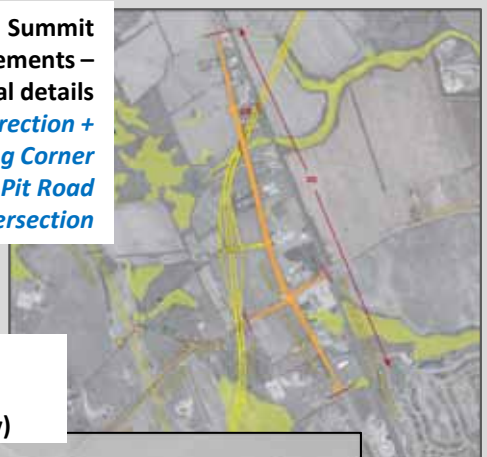 Summit
ements –
al details
rection +
g Corner
Pit Road
ersection
)